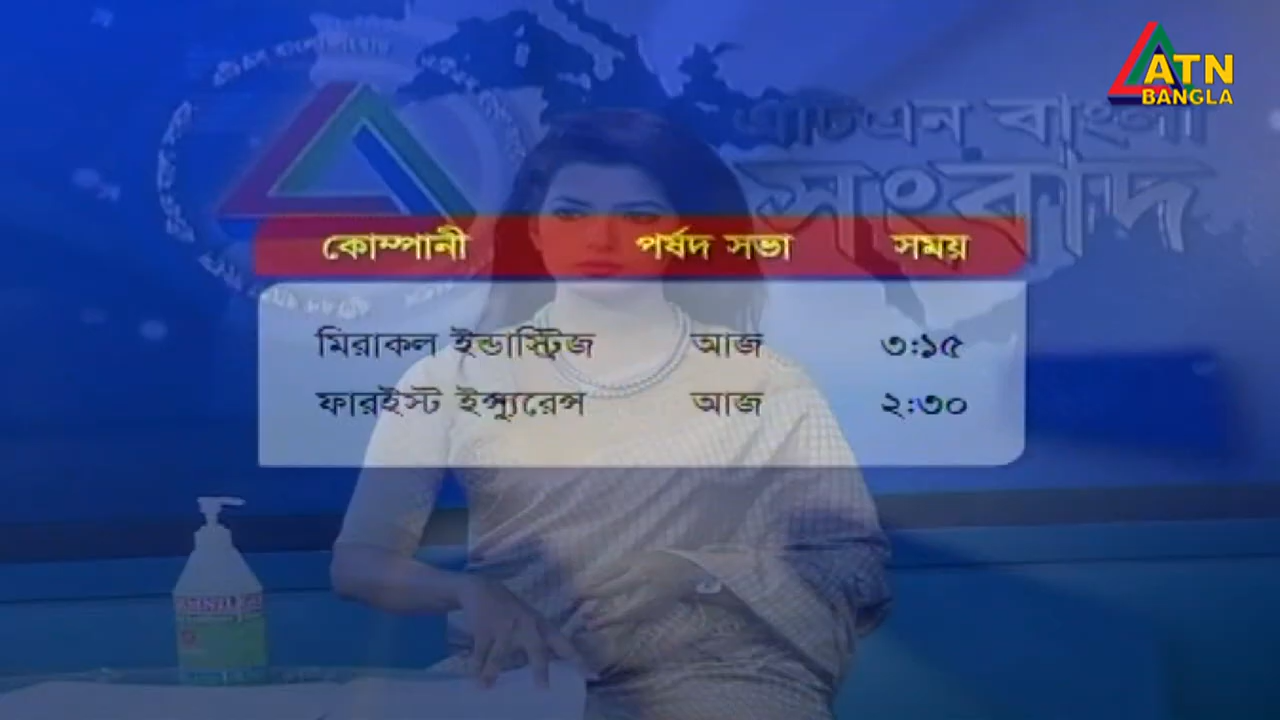 ATN
BANGLA
এটিএন বাংলা
সংবাদ
কোম্পানী পর্ষদ সভা সময়
মিরাকল ইন্ডাস্ট্রিজ আজ ৩:১৫
ফারইস্ট ইন্স্যুরেন্স আজ ২:৩০